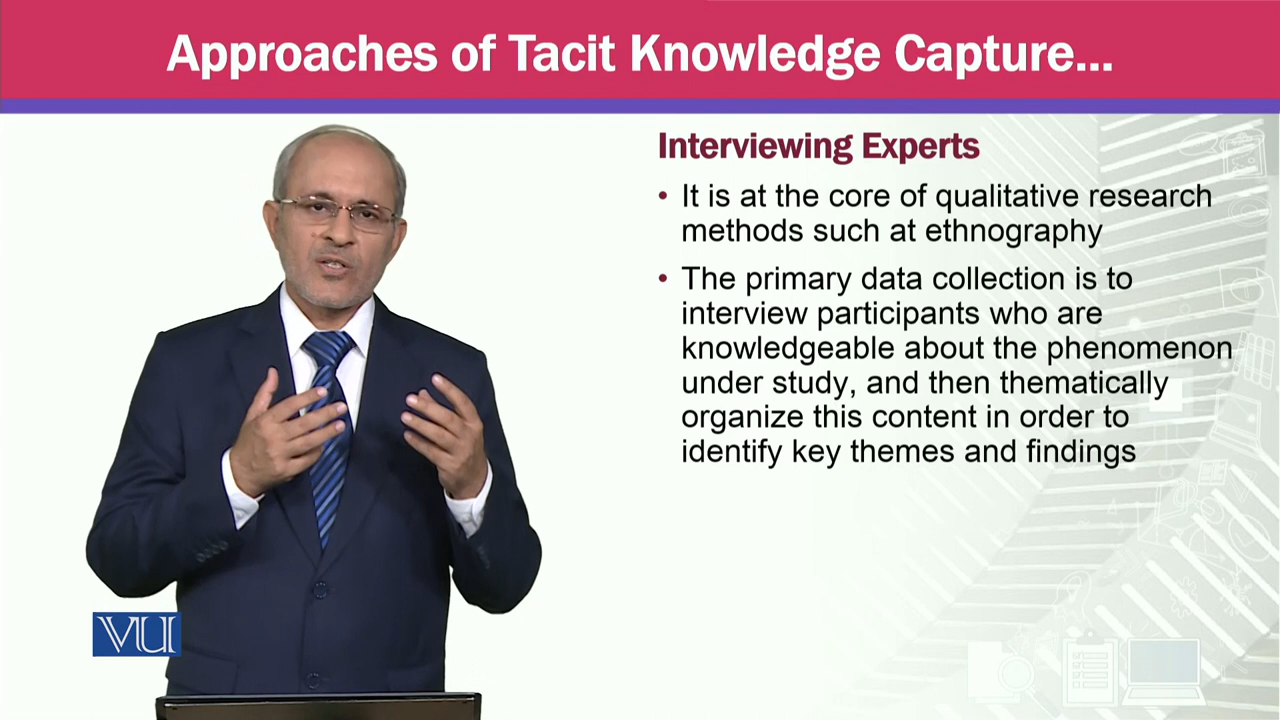 Approaches of Tacit Knowledge Capture...
Interviewing Experts
• It is at the core of qualitative research
methods such at ethnography
• The primary data collection is to
interview participants who are
knowledgeable about the phenomenon
under study, and then thematically
organize this content in order to
identify key themes and findings
VU